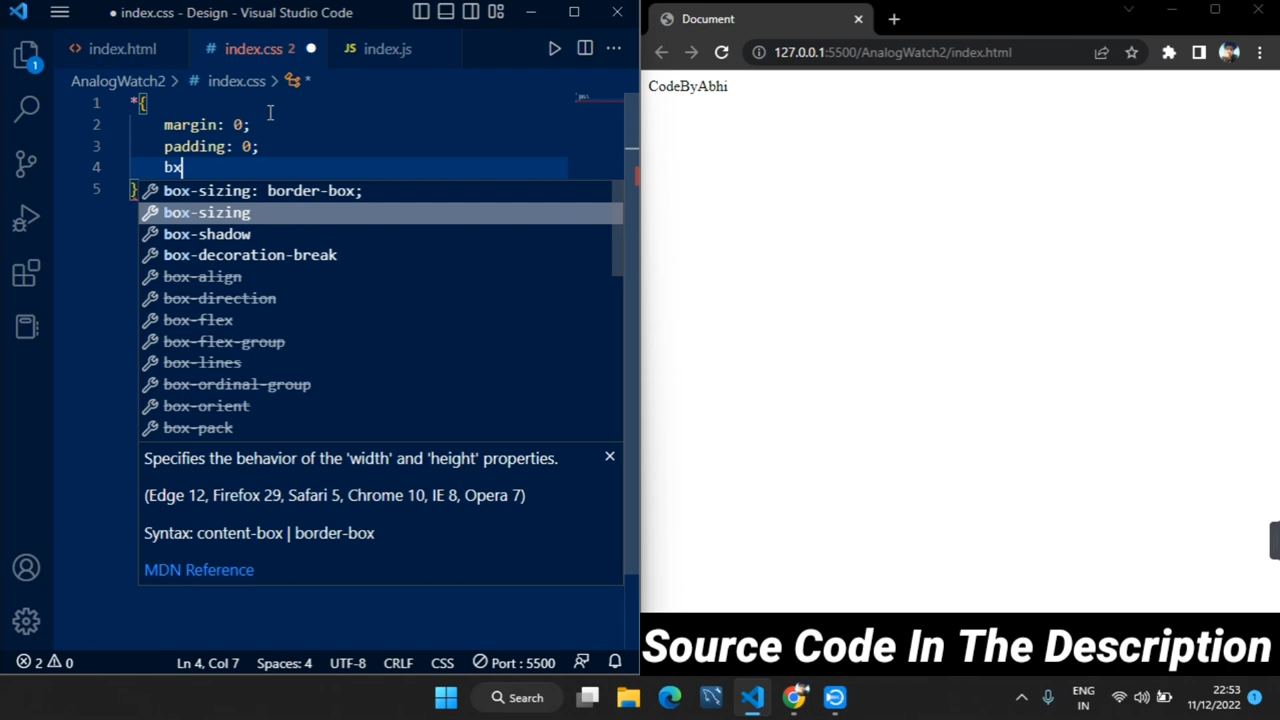 index.css - Design - Visual Studio Code
index.html
# index.css 2
JS index.js
AnalogWatch2 > # index.css > *
1 *{
2 margin: 0;
3 padding: 0;
4 bx
5 }
box-sizing: border-box;
box-sizing
box-shadow
box-decoration-break
box-align
box-direction
box-flex
box-flex-group
box-lines
box-ordinal-group
box-orient
box-pack
Specifies the behavior of the 'width' and 'height' properties.
(Edge 12, Firefox 29, Safari 5, Chrome 10, IE 8, Opera 7)
Syntax: content-box | border-box
MDN Reference
1
2 0 Ln 4, Col 7 Spaces: 4 UTF-8 CRLF CSS Port : 5500
Document
127.0.0.1:5500/AnalogWatch2/index.html
CodeByAbhi
Source Code In The Description
Search
ENG
IN
22:53
11/12/2022
1